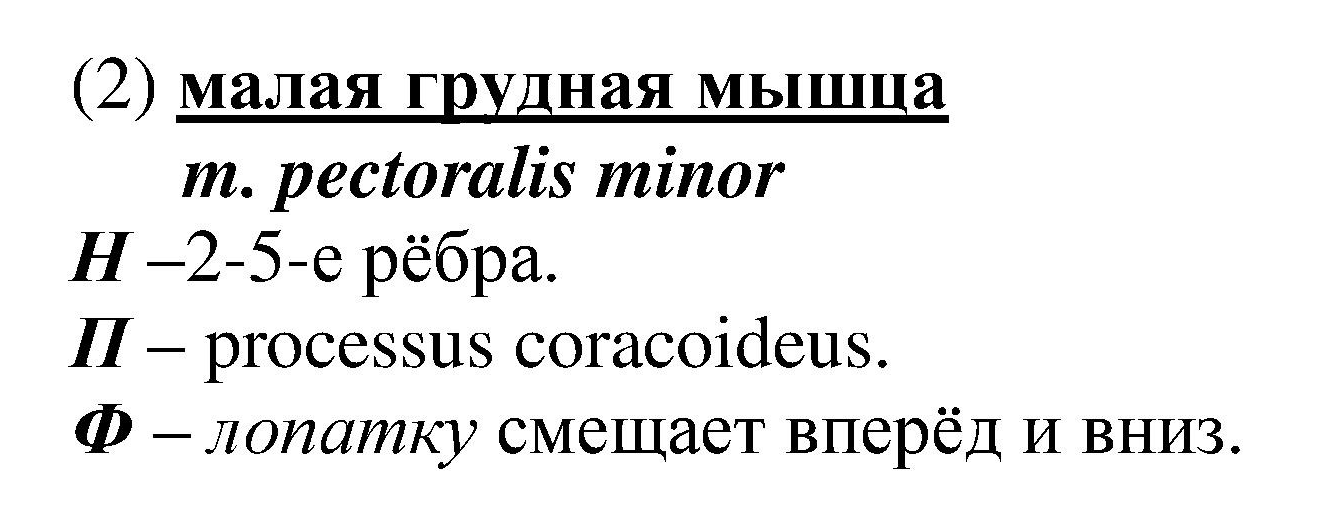 (2) малая грудная мышца
m. pectoralis minor
Н –2-5-е рёбра.
П – processus coracoideus.
Ф – лопатку смещает вперёд и вниз.